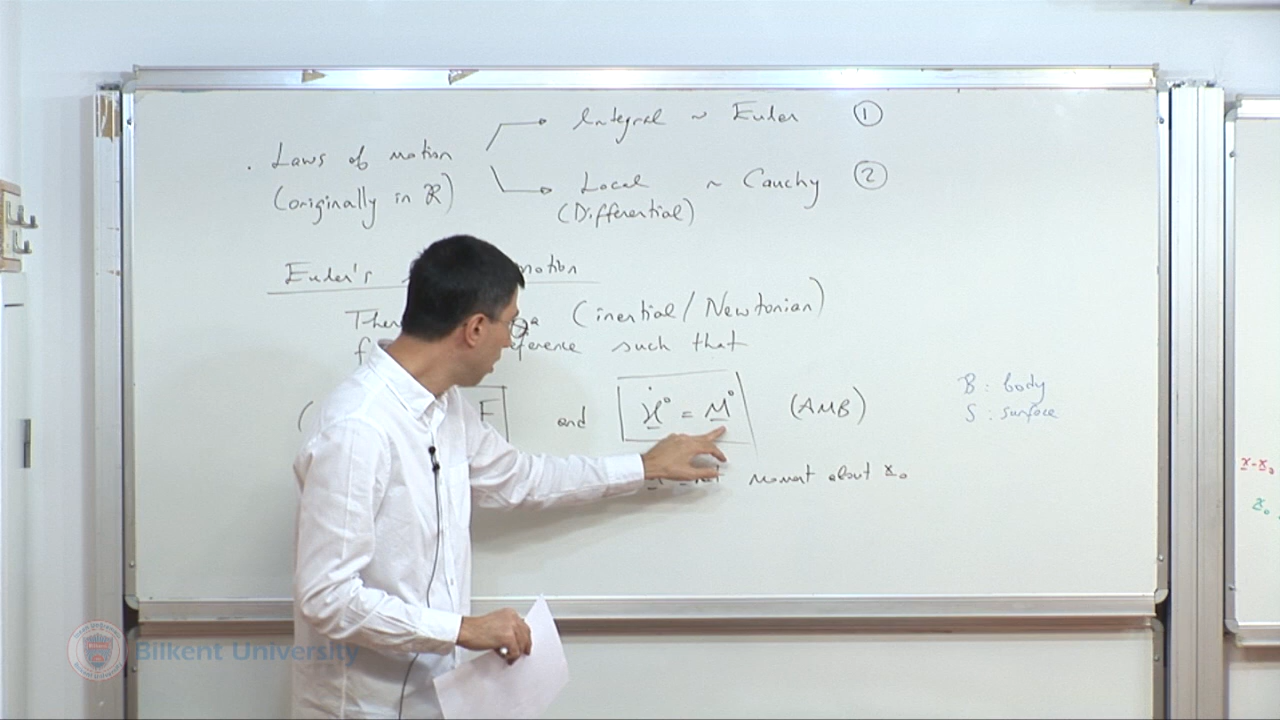 Integral ~ Euler ①
. Laws of motion
(originally in ℛ)
Local ~ Cauchy ②
(Differential)
Euler's motion
(inertial/Newtonian)
such that
F and Ḣ° = M° (AMB)
moment about x₀
B: body
S: surface
x-x₀
Bilkent University